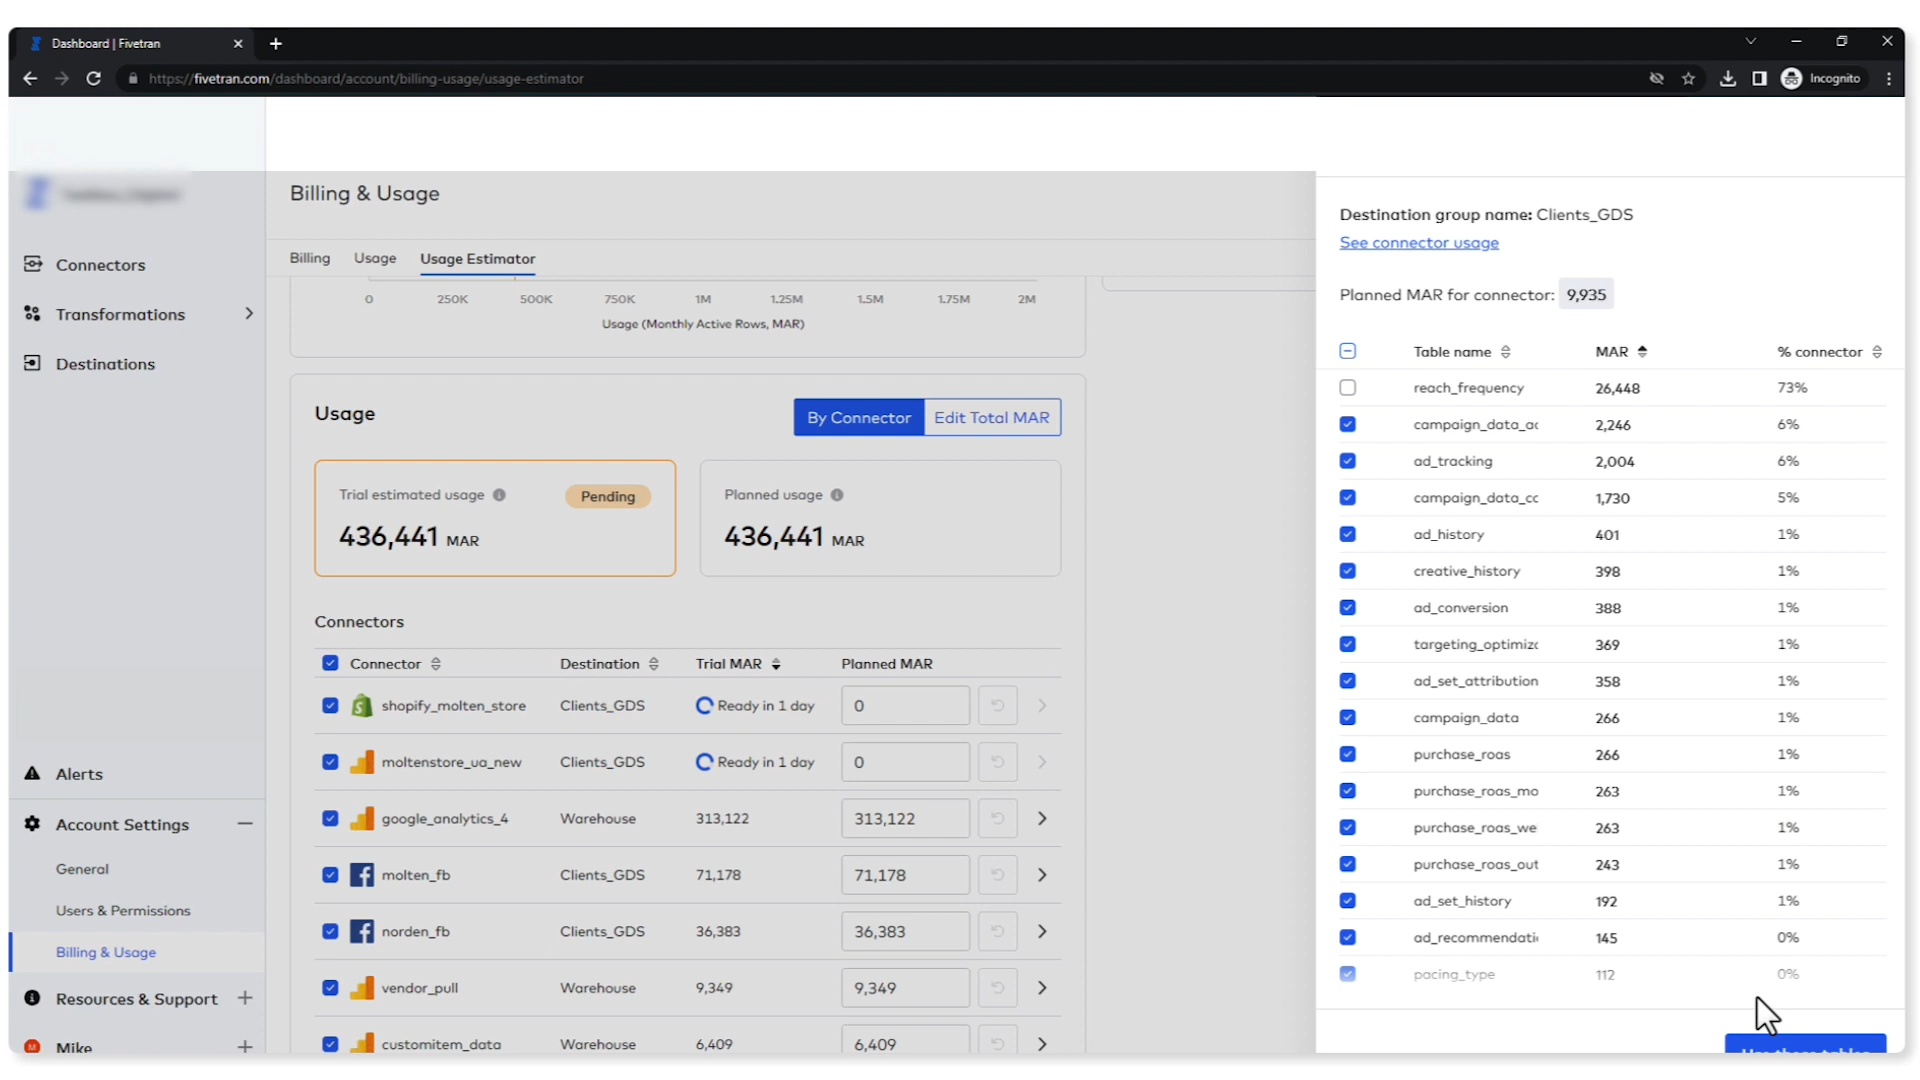 Dashboard | Fivetran
https://fivetran.com/dashboard/account/billing-usage/usage-estimator
Incognito
Connectors
Transformations
Destinations
Alerts
Account Settings
General
Users & Permissions
Billing & Usage
Resources & Support
M
Mike
Billing & Usage
Billing Usage Usage Estimator
0 250K 500K 750K 1M 1.25M 1.5M 1.75M 2M
Usage (Monthly Active Rows, MAR)
Usage
By Connector Edit Total MAR
Trial estimated usage Pending
436,441 MAR
Planned usage
436,441 MAR
Connectors
Connector Destination Trial MAR Planned MAR
shopify_molten_store Clients_GDS Ready in 1 day 0
moltenstore_ua_new Clients_GDS Ready in 1 day 0
google_analytics_4 Warehouse 313,122 313,122
molten_fb Clients_GDS 71,178 71,178
norden_fb Clients_GDS 36,383 36,383
vendor_pull Warehouse 9,349 9,349
customitem_data Warehouse 6,409 6,409
Destination group name: Clients_GDS
See connector usage
Planned MAR for connector: 9,935
Table name MAR % connector
reach_frequency 26,448 73%
campaign_data_ac 2,246 6%
ad_tracking 2,004 6%
campaign_data_cc 1,730 5%
ad_history 401 1%
creative_history 398 1%
ad_conversion 388 1%
targeting_optimiza 369 1%
ad_set_attribution 358 1%
campaign_data 266 1%
purchase_roas 266 1%
purchase_roas_mo 263 1%
purchase_roas_we 263 1%
purchase_roas_out 243 1%
ad_set_history 192 1%
ad_recommendati 145 0%
pacing_type 112 0%
Use these tables